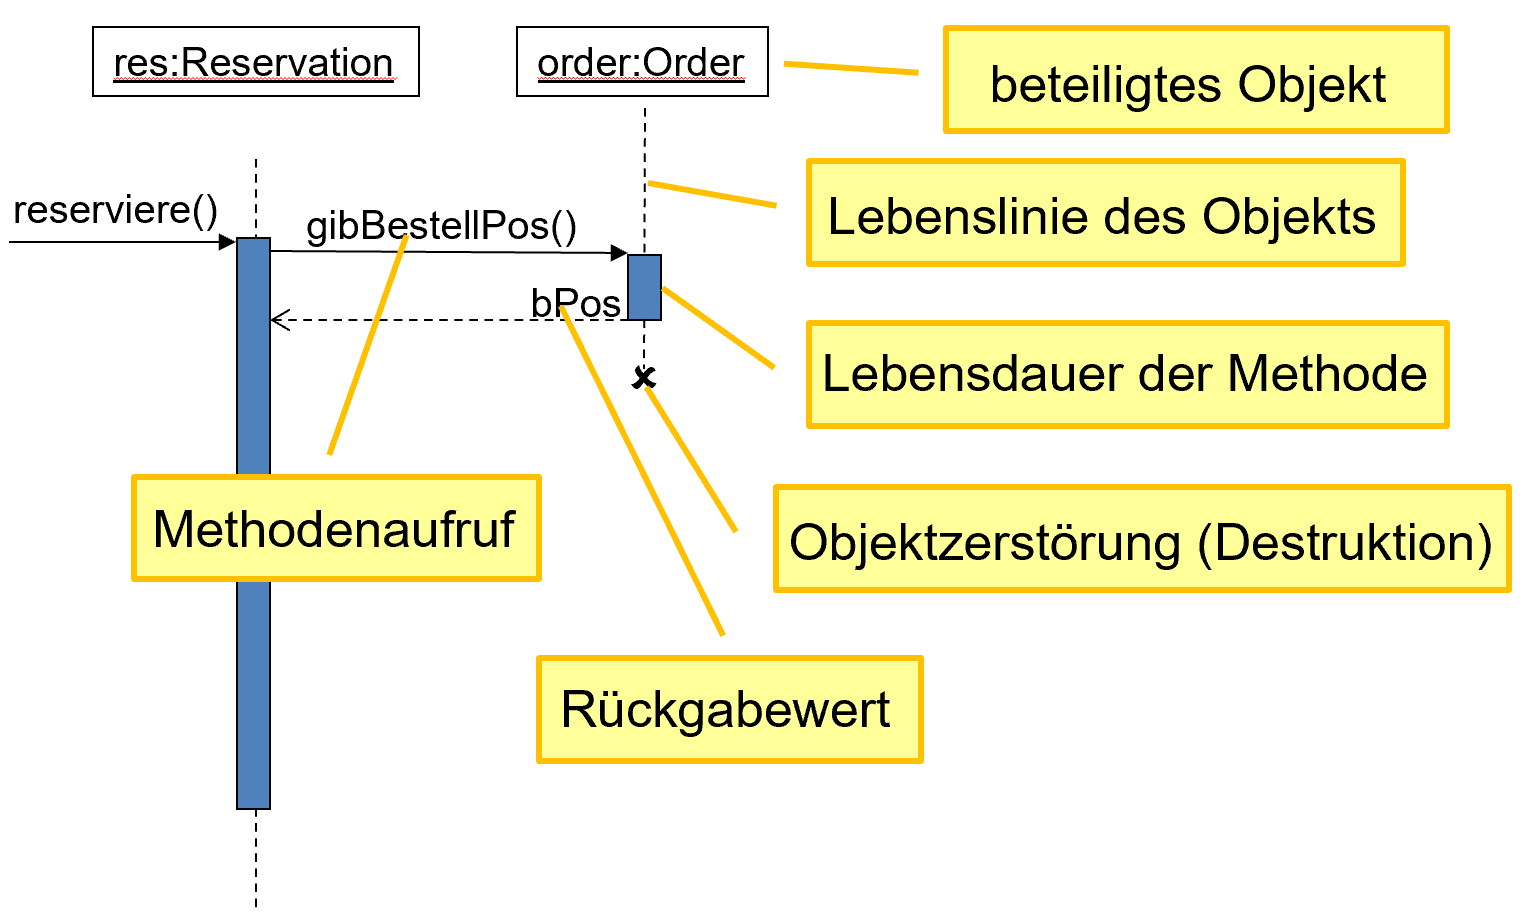 res:Reservation
order:Order
beteiligtes Objekt
Lebenslinie des Objekts
reserviere()
gibBestellPos()
bPos
Lebensdauer der Methode
Methodenaufruf
Objektzerstörung (Destruktion)
Rückgabewert